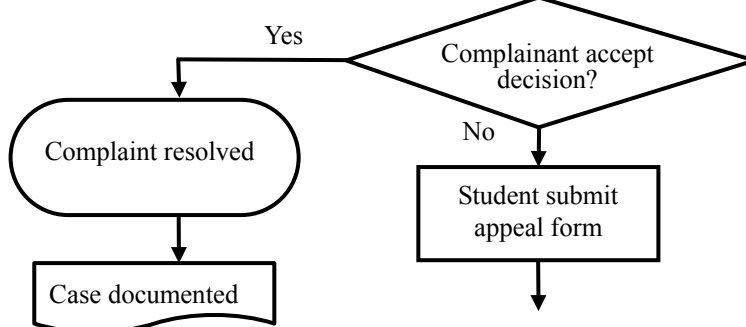 Yes
Complainant accept
decision?
Complaint resolved
No
Student submit
appeal form
Case documented